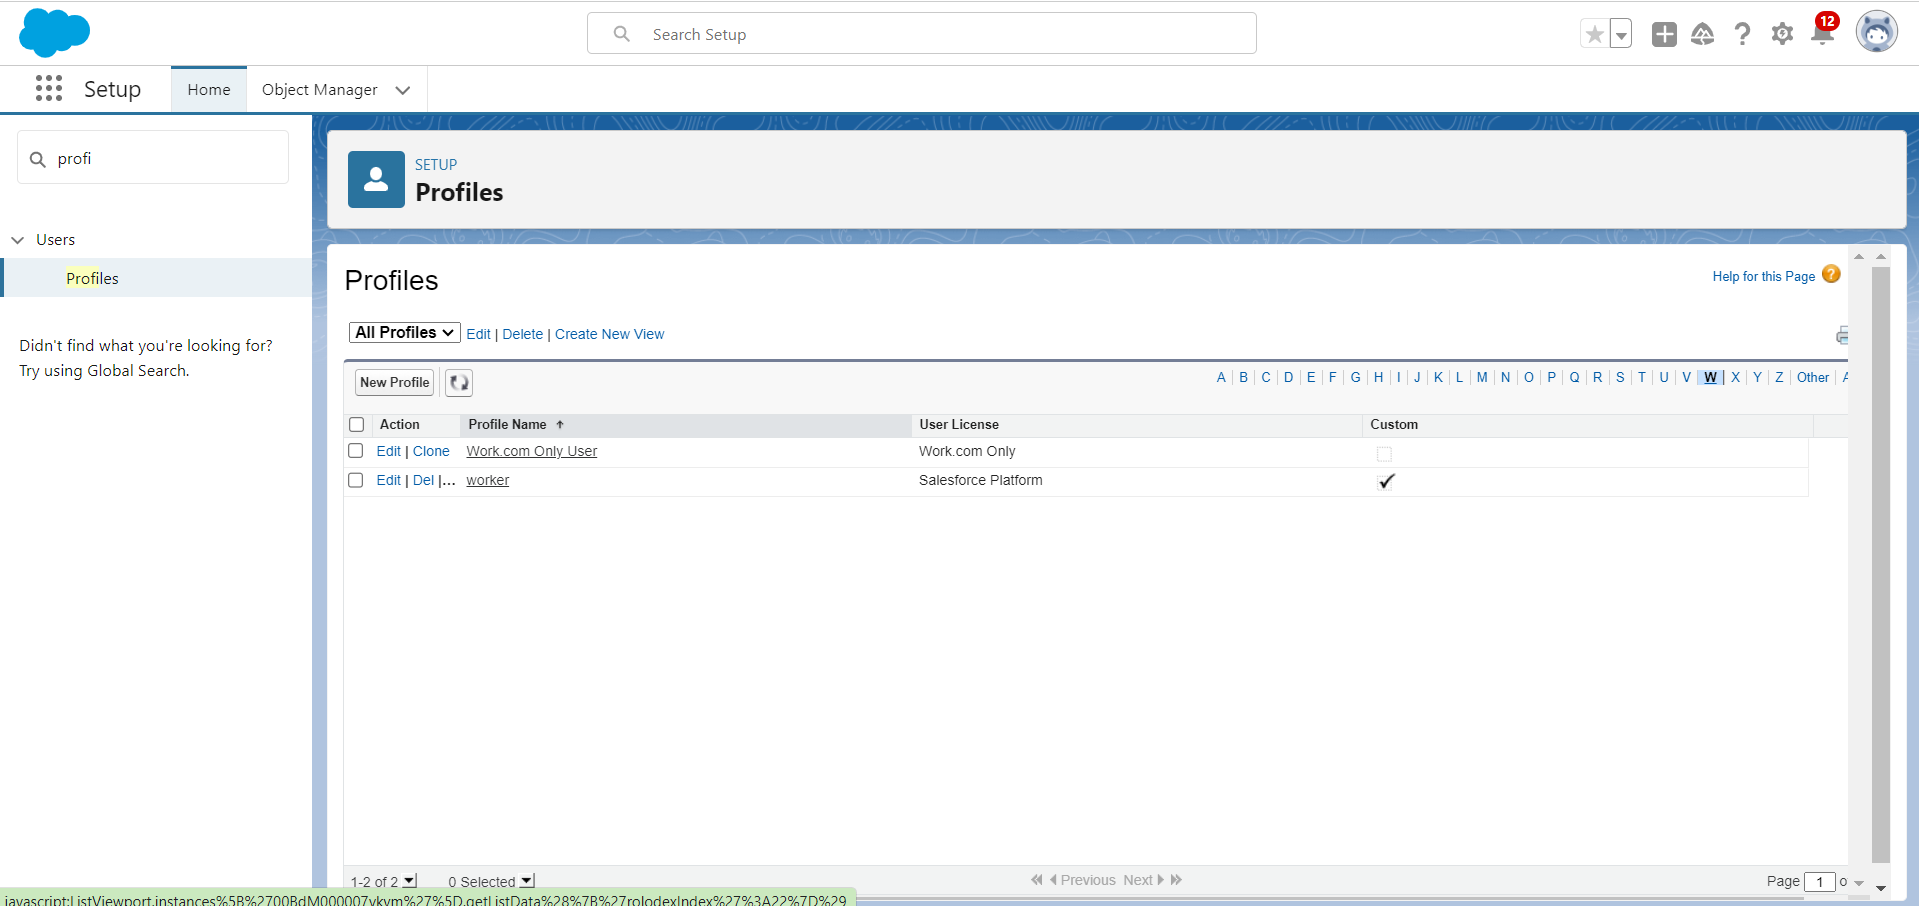 Search Setup
12
Setup
Home
Object Manager
profi
Users
Profiles
Didn't find what you're looking for?
Try using Global Search.
SETUP
Profiles
Profiles
Help for this Page ?
All Profiles
Edit | Delete | Create New View
New Profile
A | B | C | D | E | F | G | H | I | J | K | L | M | N | O | P | Q | R | S | T | U | V | W | X | Y | Z | Other |
Action Profile Name User License Custom
Edit | Clone Work.com Only User Work.com Only
Edit | Del |... worker Salesforce Platform
1-2 of 2 0 Selected Previous Next Page 1 o
javascript:ListViewport.instances%5B%2700BdM000007vkvm%27%5D.getListData%28%7B%27rolodexIndex%27%3A22%7D%29